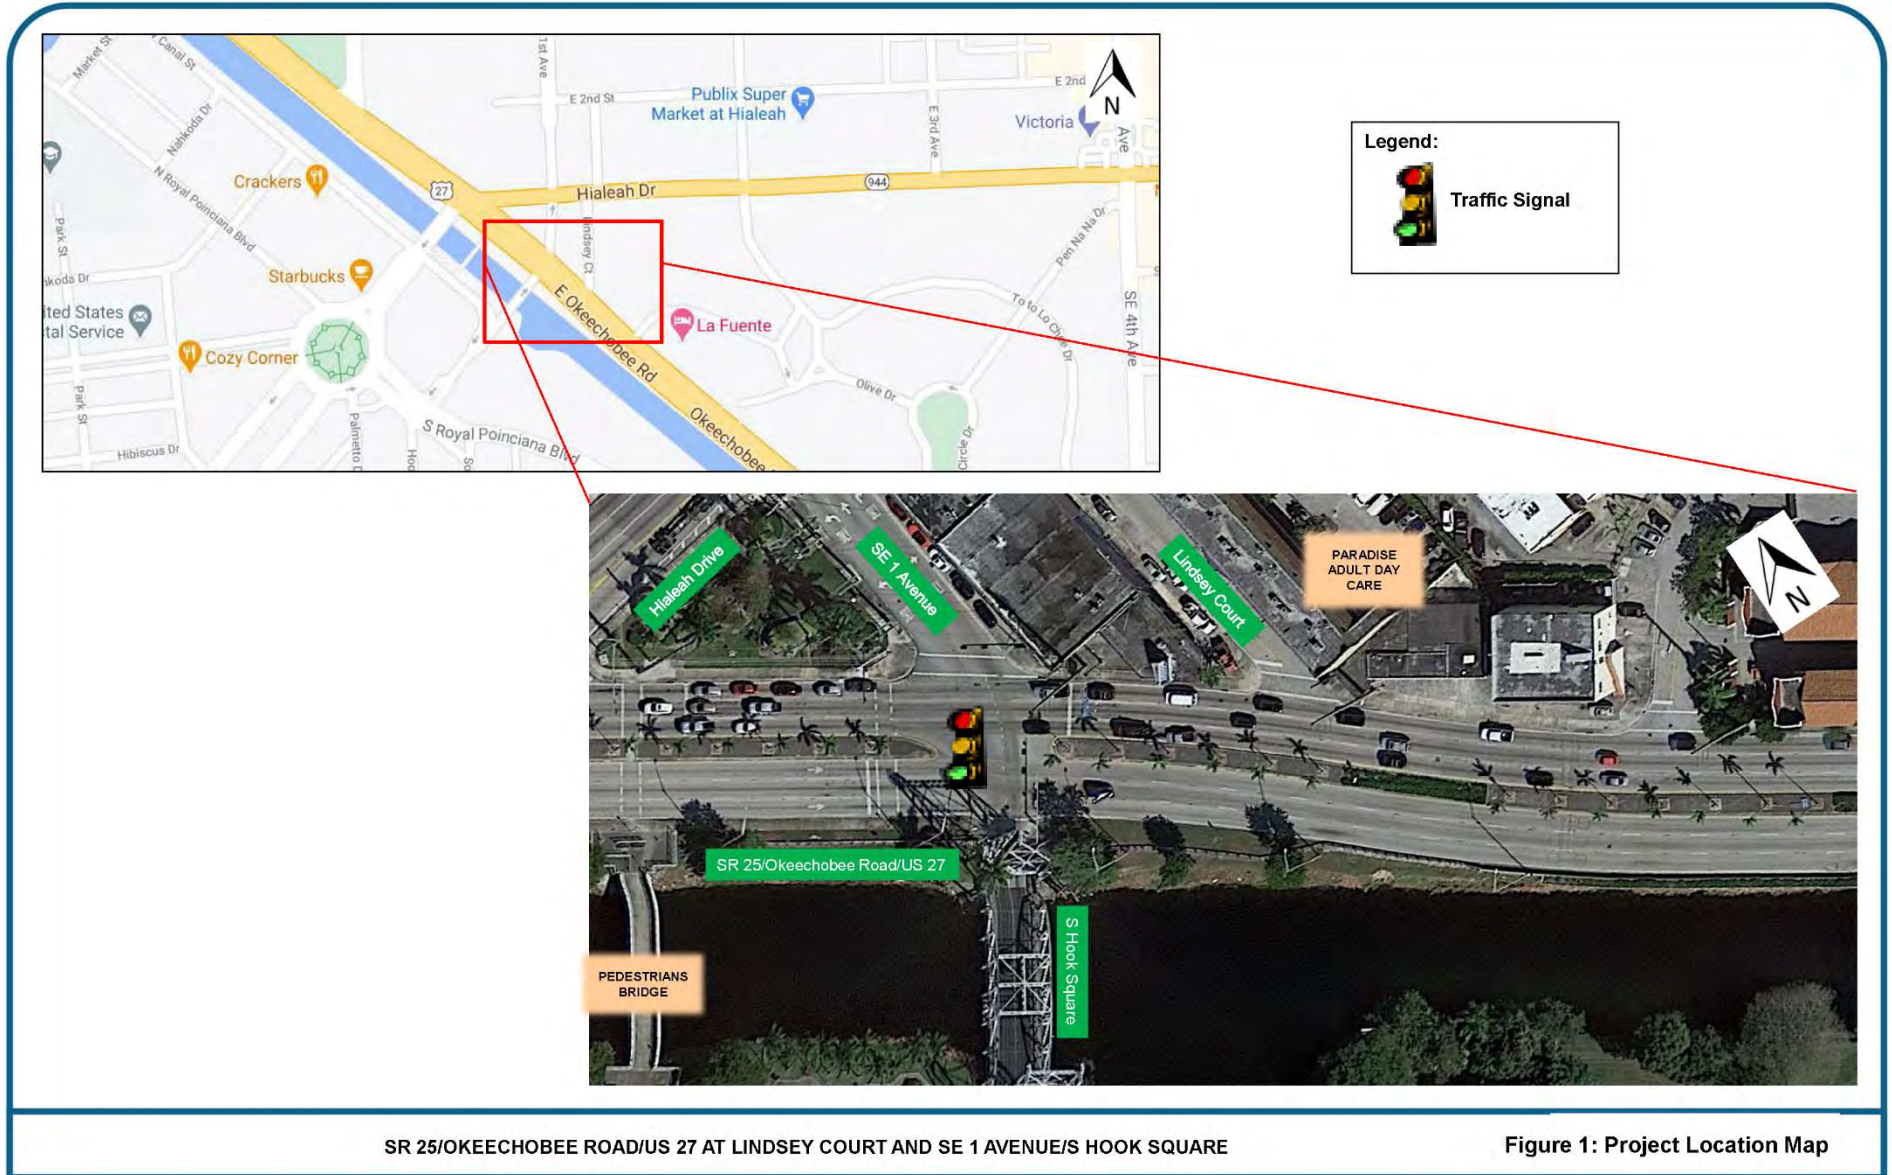 Market St
Canal St
1st Ave
E 2nd St
Publix Super
Market at Hialeah
E 3rd Ave
E 2nd
N
Victoria
Ave
Nahkoda Dr
Crackers
N Royal Poinciana Blvd
27
Hialeah Dr
944
Park St
Lindsey Ct
Pen Na Na Dr
Starbucks
E Okeechobee Rd
La Fuente
To to Lo Chee Dr
SE 4th Ave
Cozy Corner
Park St
Olive Dr
Okeechobee
S Royal Poinciana Blvd
Hibiscus Dr
Circle Dr
Legend:
Traffic Signal
Hialeah Drive
SE 1 Avenue
Lindsey Court
PARADISE
ADULT DAY
CARE
N
SR 25/Okeechobee Road/US 27
PEDESTRIANS
BRIDGE
S Hook Square
SR 25/OKEECHOBEE ROAD/US 27 AT LINDSEY COURT AND SE 1 AVENUE/S HOOK SQUARE
Figure 1: Project Location Map